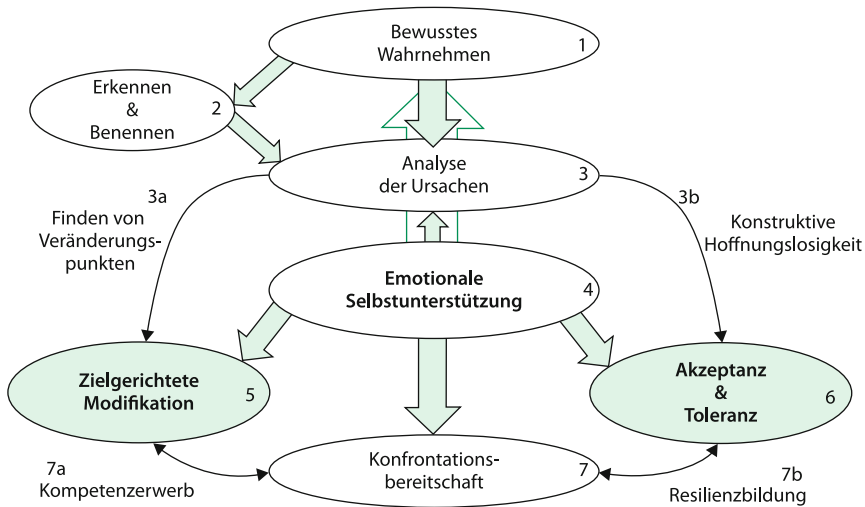 Bewusstes
Wahrnehmen
1
Erkennen
&
Benennen
2
Analyse
der Ursachen
3
3a
Finden von
Veränderungs-
punkten
3b
Konstruktive
Hoffnungslosigkeit
Emotionale
Selbstunterstützung
4
Zielgerichtete
Modifikation
5
Akzeptanz
&
Toleranz
6
Konfrontations-
bereitschaft
7
7a
Kompetenzerwerb
7b
Resilienzbildung